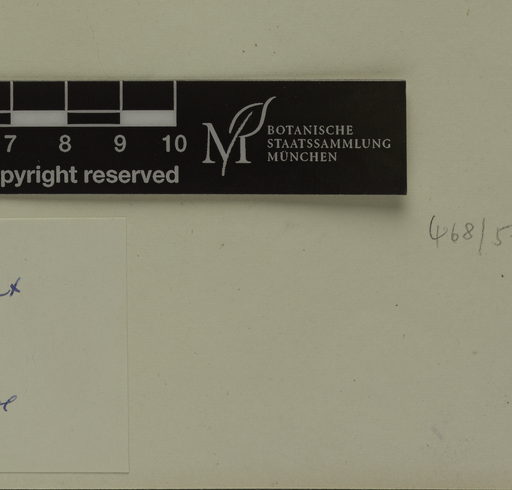 7 8 9 10
pyright reserved
BOTANISCHE
STAATSSAMMLUNG
MÜNCHEN
468/5